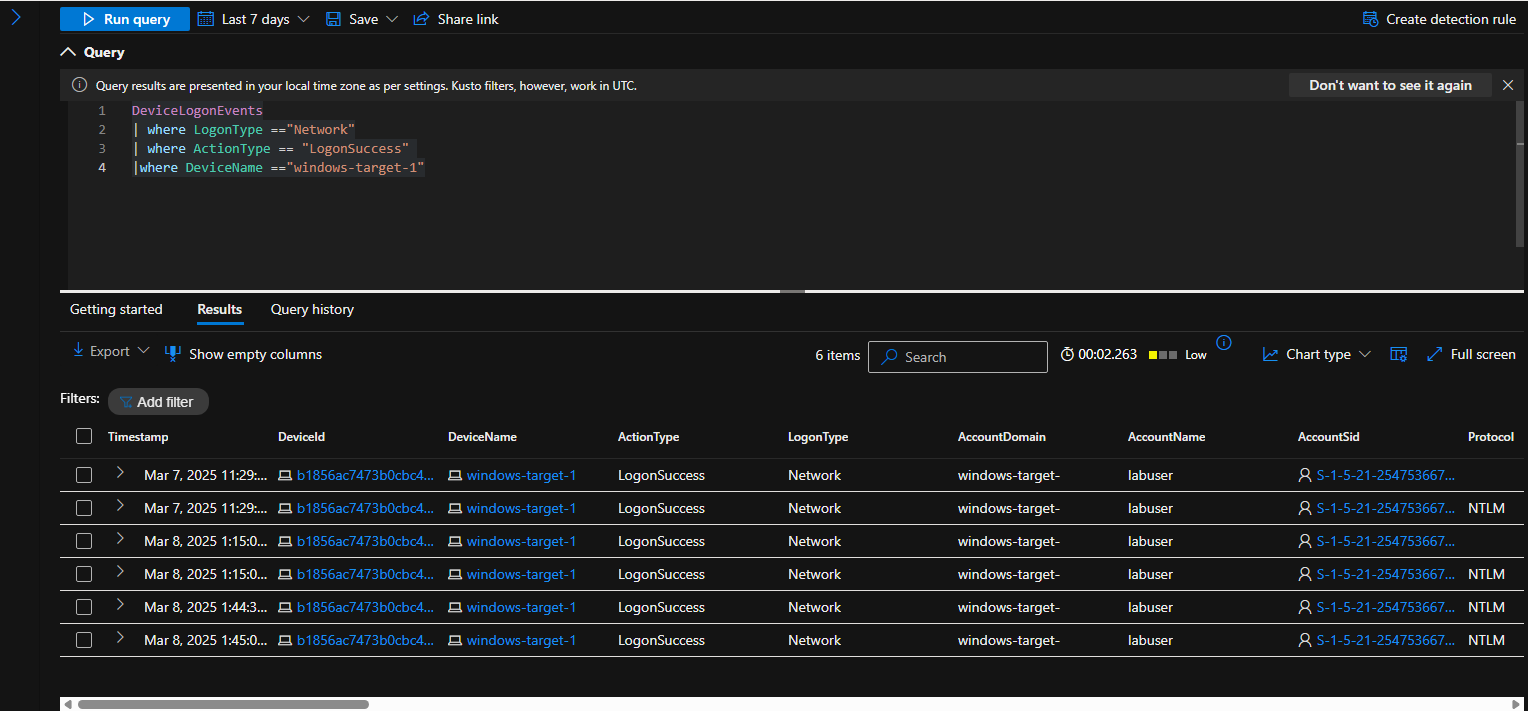 Run query Last 7 days Save Share link Create detection rule
Query
Query results are presented in your local time zone as per settings. Kusto filters, however, work in UTC. Don't want to see it again
1 DeviceLogonEvents
2 | where LogonType =="Network"
3 | where ActionType == "LogonSuccess"
4 |where DeviceName =="windows-target-1"
Getting started Results Query history
Export Show empty columns 6 items Search 00:02.263 Low Chart type Full screen
Filters: Add filter
Timestamp DeviceId DeviceName ActionType LogonType AccountDomain AccountName AccountSid Protocol
Mar 7, 2025 11:29:... b1856ac7473b0cbc4... windows-target-1 LogonSuccess Network windows-target- labuser S-1-5-21-254753667...
Mar 7, 2025 11:29:... b1856ac7473b0cbc4... windows-target-1 LogonSuccess Network windows-target- labuser S-1-5-21-254753667... NTLM
Mar 8, 2025 1:15:0... b1856ac7473b0cbc4... windows-target-1 LogonSuccess Network windows-target- labuser S-1-5-21-254753667...
Mar 8, 2025 1:15:0... b1856ac7473b0cbc4... windows-target-1 LogonSuccess Network windows-target- labuser S-1-5-21-254753667... NTLM
Mar 8, 2025 1:44:3... b1856ac7473b0cbc4... windows-target-1 LogonSuccess Network windows-target- labuser S-1-5-21-254753667... NTLM
Mar 8, 2025 1:45:0... b1856ac7473b0cbc4... windows-target-1 LogonSuccess Network windows-target- labuser S-1-5-21-254753667... NTLM